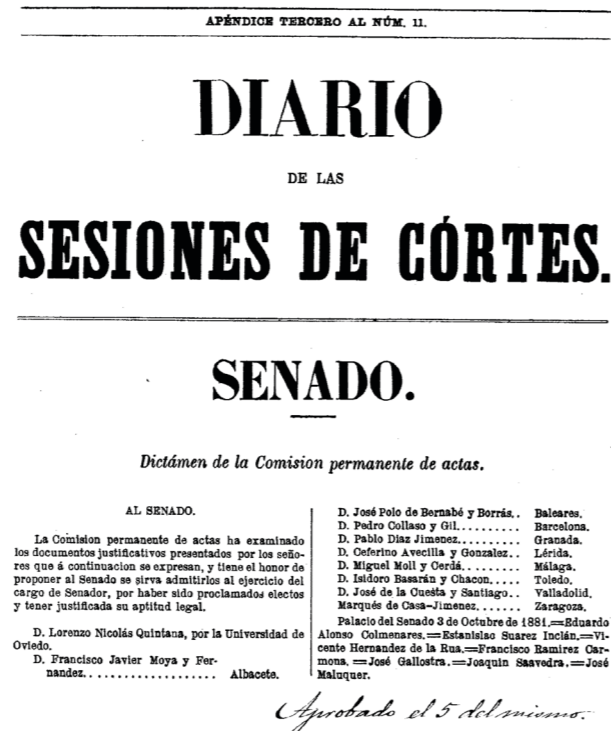 APÉNDICE TERCERO AL NÚM. 11.
DIARIO
DE LAS
SESIONES DE CÓRTES.
SENADO.
Dictámen de la Comision permanente de actas.
AL SENADO.
La Comision permanente de actas ha examinado
los documentos justificativos presentados por los seño-
res que á continuacion se expresan, y tiene el honor de
proponer al Senado se sirva admitirlos al ejercicio del
cargo de Senador, por haber sido proclamados electos
y tener justificada su aptitud legal.
D. Lorenzo Nicolás Quintana, por la Universidad de
Oviedo.
D. Francisco Javier Moya y Fer-
nandez.................. Albacete.
D. José Polo de Bernabé y Borrás.. Baleares.
D. Pedro Collaso y Gil.......... Barcelona.
D. Pablo Diaz Jimenez.......... Granada.
D. Ceferino Avecilla y Gonzalez.. Lérida.
D. Miguel Moll y Cerdá.......... Málaga.
D. Isidoro Basarán y Chacon..... Toledo.
D. José de la Cuesta y Santiago.. Valladolid.
Marqués de Casa-Jimenez....... Zaragoza.
Palacio del Senado 3 de Octubre de 1881.=Eduardo
Alonso Colmenares.=Estanislao Suarez Inclán.=Vi-
cente Hernandez de la Rua.=Francisco Ramirez Car-
mona.=José Gallostra.=Joaquin Saavedra.=José
Maluquer.
Aprobado el 5 del mismo.